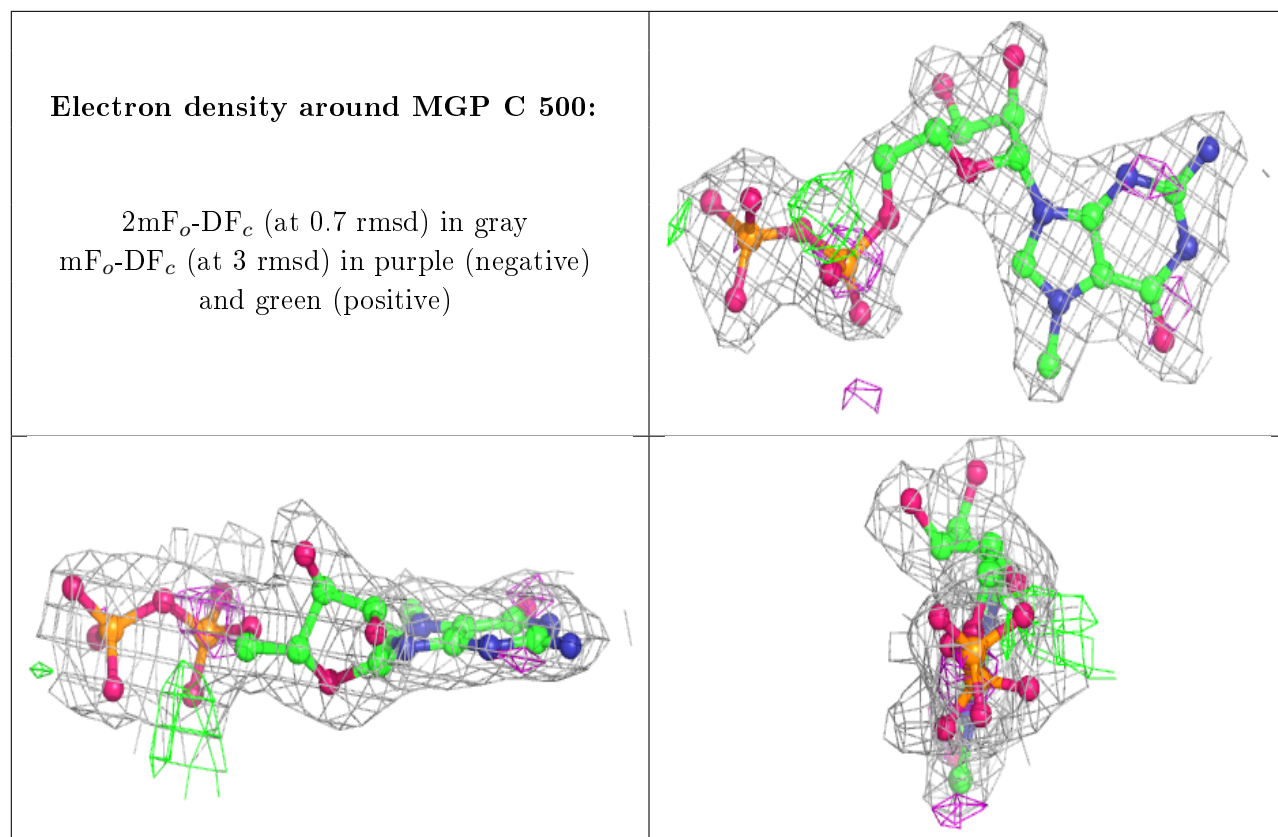 Electron density around MGP C 500:
2mFₒ-DF𝒸 (at 0.7 rmsd) in gray
mFₒ-DF𝒸 (at 3 rmsd) in purple (negative)
and green (positive)